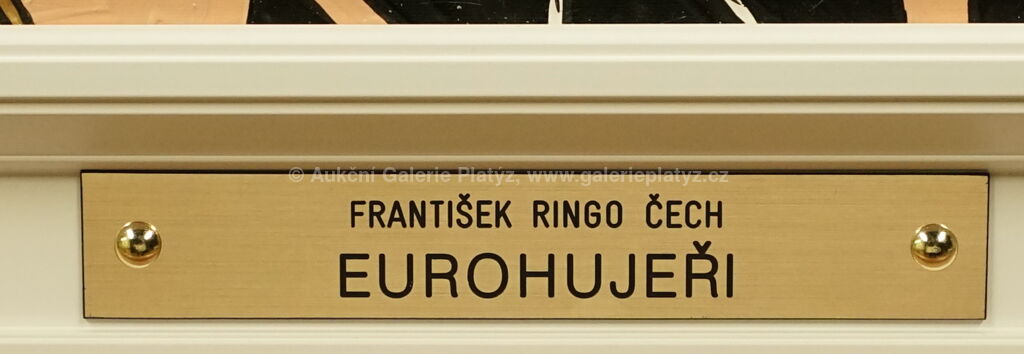 © Aukční Galerie Platýz, www.galerieplatyz.cz
FRANTIŠEK RINGO ČECH
EUROHUJEŘI